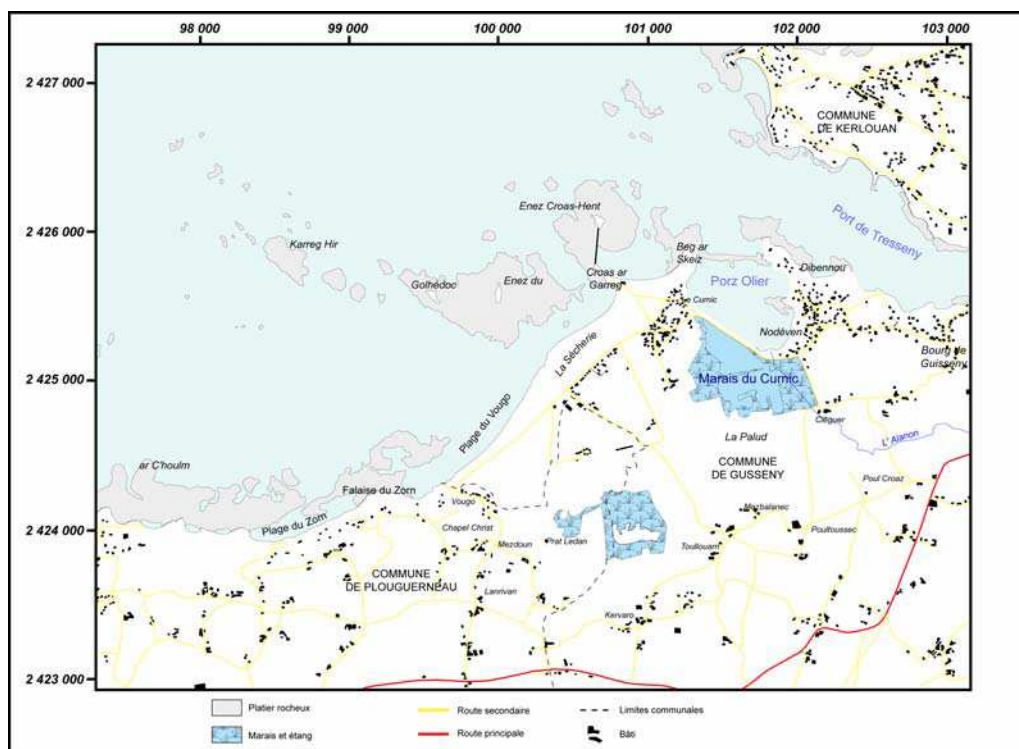 98 000 99 000 100 000 101 000 102 000 103 000
2 427 000
2 426 000
2 425 000
2 424 000
2 423 000
COMMUNE
DE KERLOUAN
Port de Tresseny
Enez Croas-Hent
Karreg Hir
Beg ar
Skeiz
Golhédoc
Enez du
Croas ar
Garreg
Porz Olier
Dibennou
Le Curnic
Nodéven
La Sécherie
Bourg de
Guisseny
Marais du Curnic
Plage du Vougo
Cléguer
La Palud
L' Alanon
COMMUNE
DE GUSSENY
ar C'houlm
Falaise du Zorn
Poul Croaz
Vougo
Plage du Zorn
Mezbalanec
Chapel Christ
Poultoussec
Mezdoun
Prat Ledan
Toullouarn
COMMUNE
DE PLOUGUERNEAU
Lanrivan
Kervaro
Platier rocheux
Route secondaire
Limites communales
Marais et étang
Route principale
Bâti